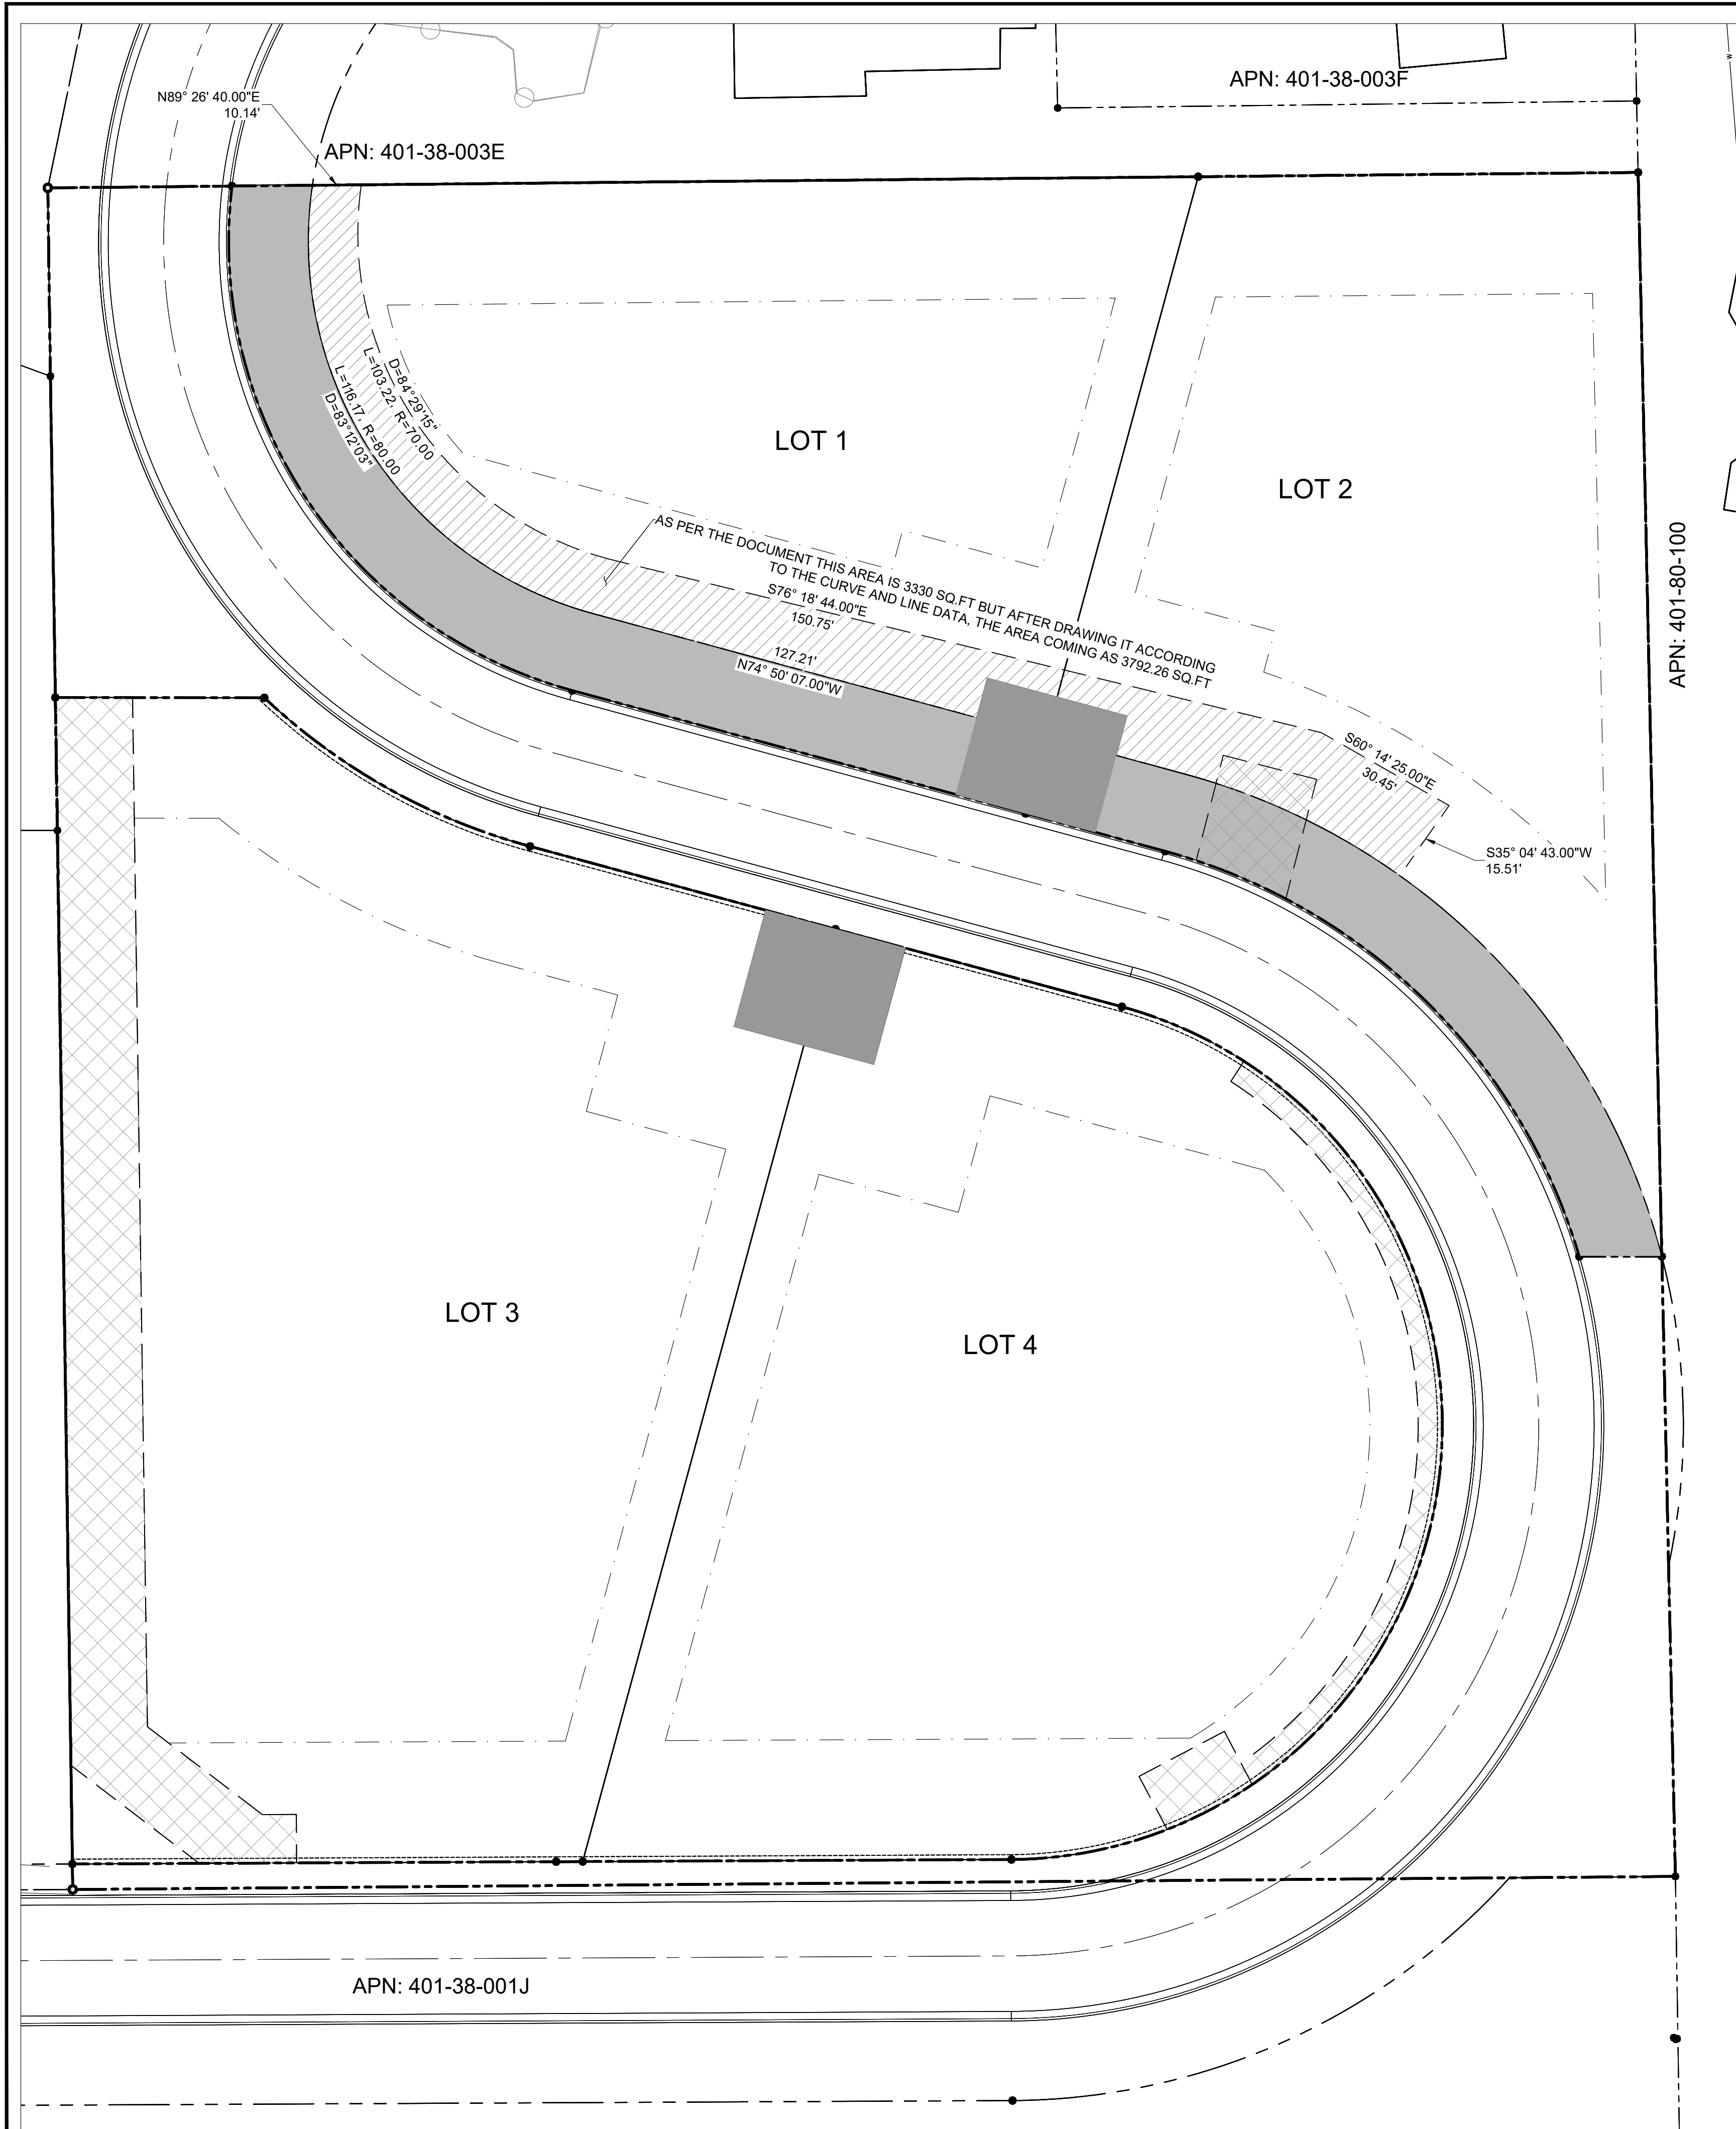 APN: 401-38-003F
W
N89° 26' 40.00"E
10.14'
APN: 401-38-003E
D=84°29'15"
L=103.22, R=70.00
L=116.17, R=80.00
D=83°12'03"
LOT 1
LOT 2
APN: 401-80-100
AS PER THE DOCUMENT THIS AREA IS 3330 SQ.FT BUT AFTER DRAWING IT ACCORDING
TO THE CURVE AND LINE DATA, THE AREA COMING AS 3792.26 SQ.FT
S76° 18' 44.00"E
150.75'
127.21'
N74° 50' 07.00"W
S60° 14' 25.00"E
30.45'
S35° 04' 43.00"W
15.51'
LOT 3
LOT 4
APN: 401-38-001J